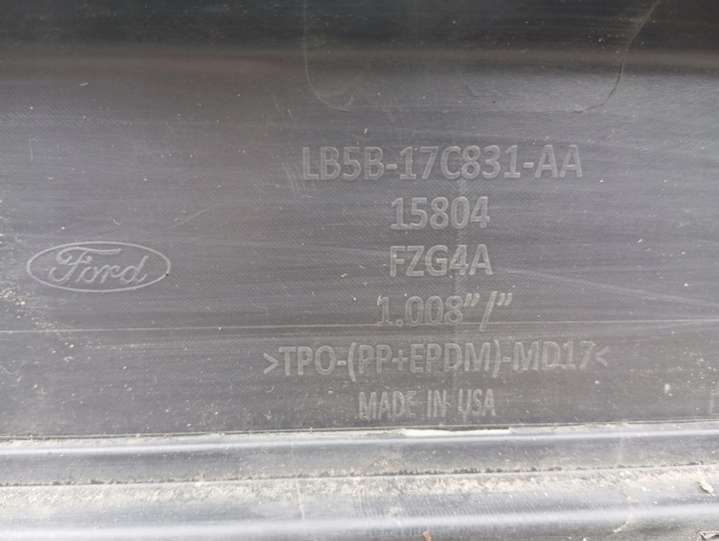 LB5B-17C831-AA
15804
Ford
FZG4A
1.008"/"
>TPO-(PP+EPDM)-MD17<
MADE IN USA